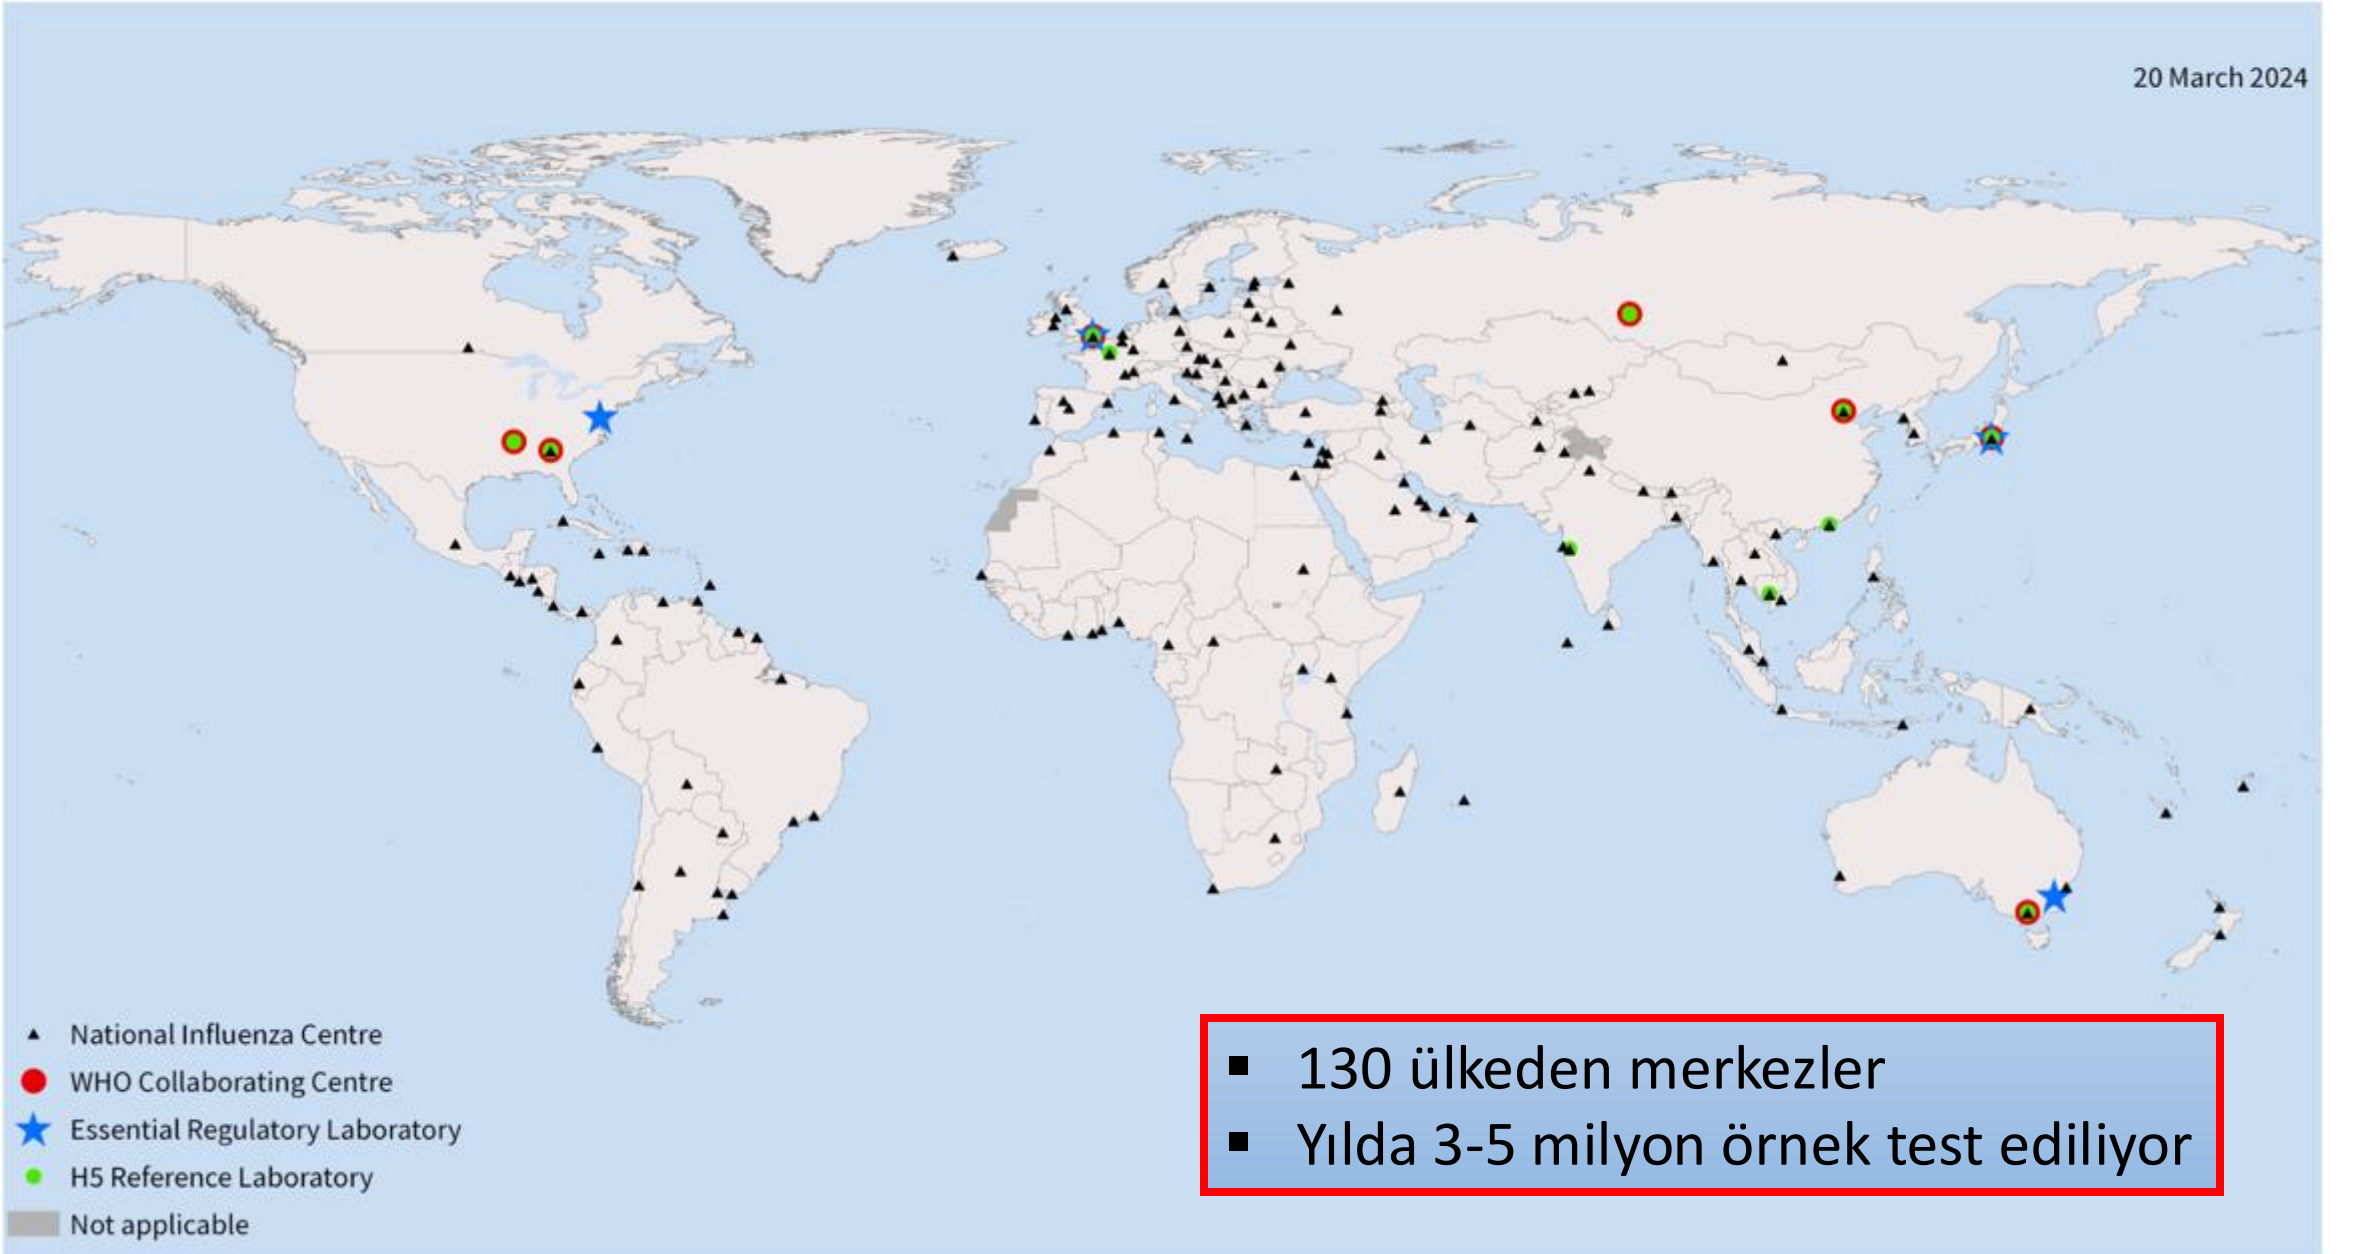 20 March 2024
National Influenza Centre
WHO Collaborating Centre
Essential Regulatory Laboratory
H5 Reference Laboratory
Not applicable
▪ 130 ülkeden merkezler
▪ Yılda 3-5 milyon örnek test ediliyor